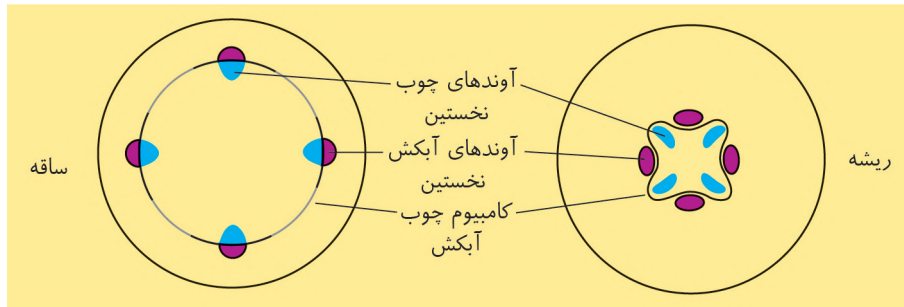 آوندهای چوب
نخستین
آوندهای آبکش
نخستین
کامبیوم چوب
آبکش
ریشه
ساقه